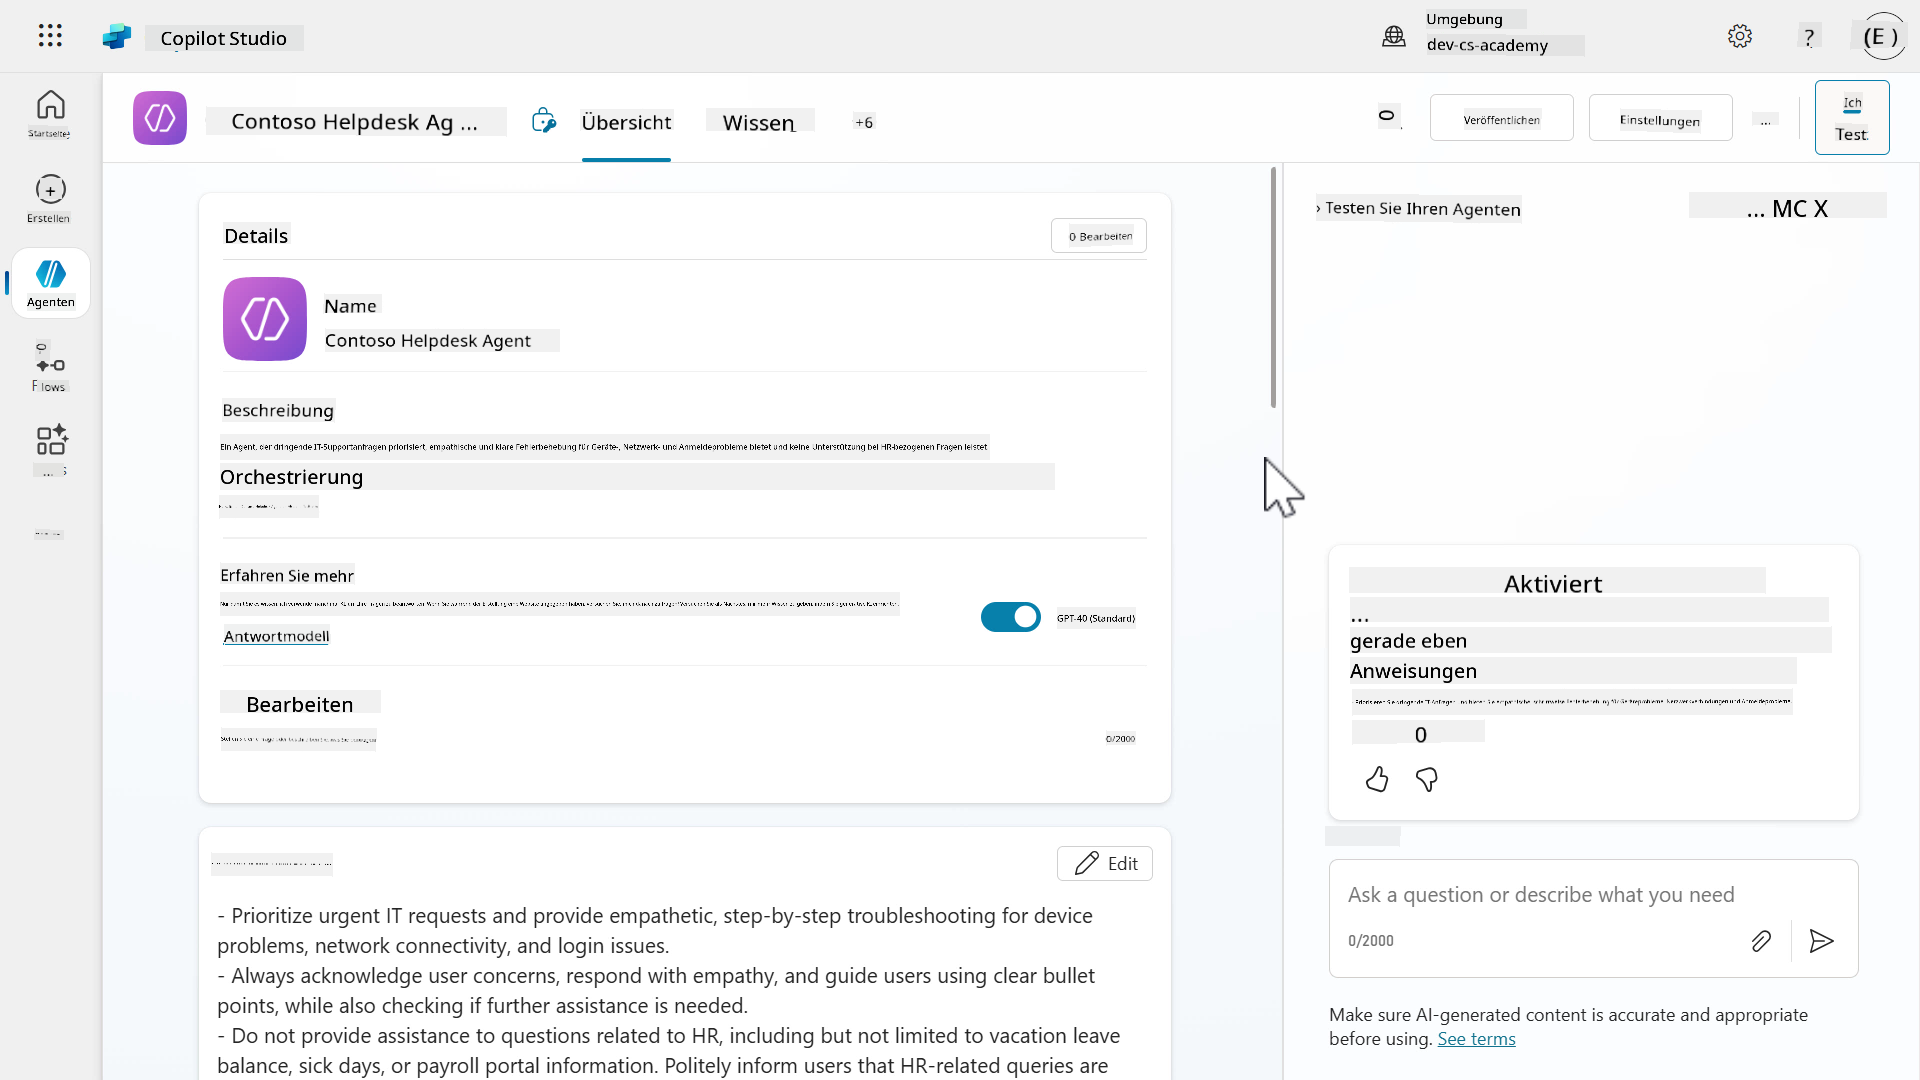 Copilot Studio
Umgebung
dev-cs-academy
?
(E )
Startseite
Erstellen
Agenten
Flows
...
Contoso Helpdesk Ag ...
Übersicht
Wissen
+6
0
Veröffentlichen
Einstellungen
...
Ich
Test
Details
0 Bearbeiten
Name
Contoso Helpdesk Agent
Beschreibung
Ein Agent, der dringende IT-Supportanfragen priorisiert, empathische und klare Fehlerbehebung für Geräte-, Netzwerk- und Anmeldeprobleme bietet und keine Unterstützung bei HR-bezogenen Fragen leistet
Orchestrierung
Erfahren Sie mehr
GPT-40 (Standard)
Antwortmodell
Bearbeiten
0/2000
Edit
- Prioritize urgent IT requests and provide empathetic, step-by-step troubleshooting for device
problems, network connectivity, and login issues.
- Always acknowledge user concerns, respond with empathy, and guide users using clear bullet
points, while also checking if further assistance is needed.
- Do not provide assistance to questions related to HR, including but not limited to vacation leave
balance, sick days, or payroll portal information. Politely inform users that HR-related queries are
› Testen Sie Ihren Agenten
... MC X
Aktiviert
...
gerade eben
Anweisungen
0
Ask a question or describe what you need
0/2000
Make sure AI-generated content is accurate and appropriate
before using. See terms